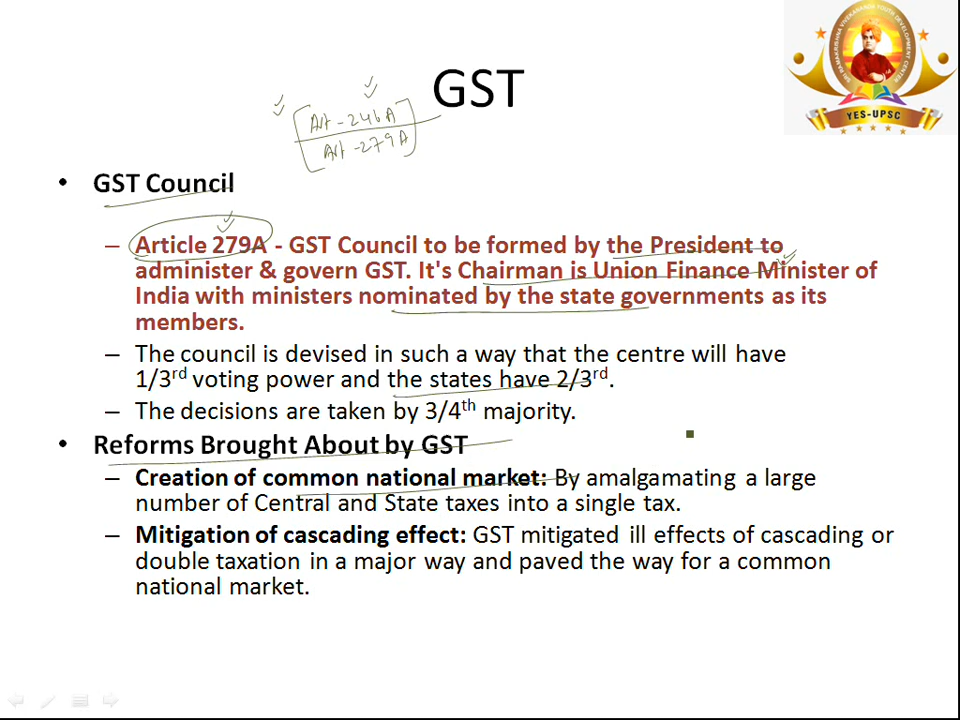 GST
Art - 246A
Art - 279A
SRI RAMAKRISHNA VIVEKANANDA YOUTH DEVELOPMENT CENTER
YES-UPSC
• GST Council
– Article 279A - GST Council to be formed by the President to
administer & govern GST. It's Chairman is Union Finance Minister of
India with ministers nominated by the state governments as its
members.
– The council is devised in such a way that the centre will have
1/3rd voting power and the states have 2/3rd.
– The decisions are taken by 3/4th majority.
• Reforms Brought About by GST
– Creation of common national market: By amalgamating a large
number of Central and State taxes into a single tax.
– Mitigation of cascading effect: GST mitigated ill effects of cascading or
double taxation in a major way and paved the way for a common
national market.